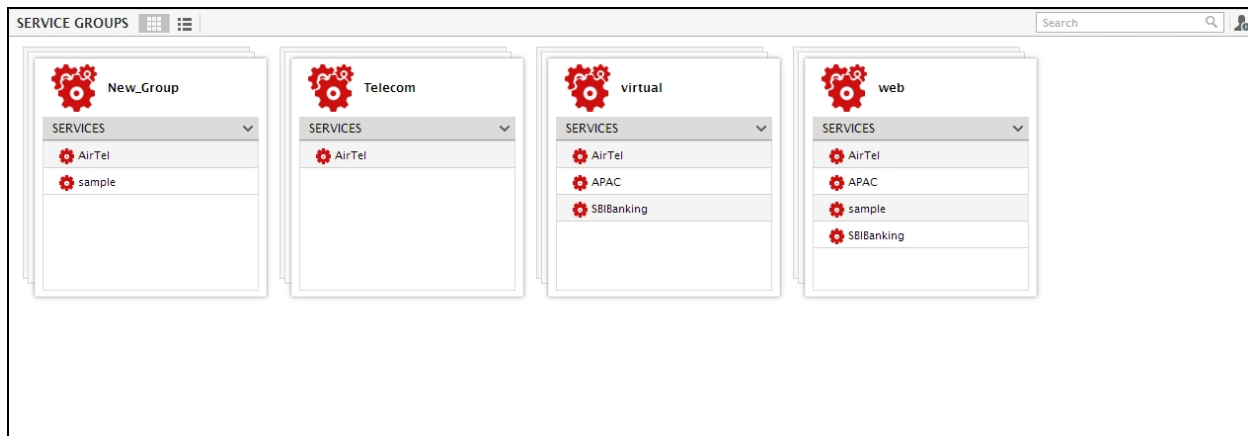 SERVICE GROUPS
Search
New_Group
SERVICES
AirTel
sample
Telecom
SERVICES
AirTel
virtual
SERVICES
AirTel
APAC
SBIBanking
web
SERVICES
AirTel
APAC
sample
SBIBanking